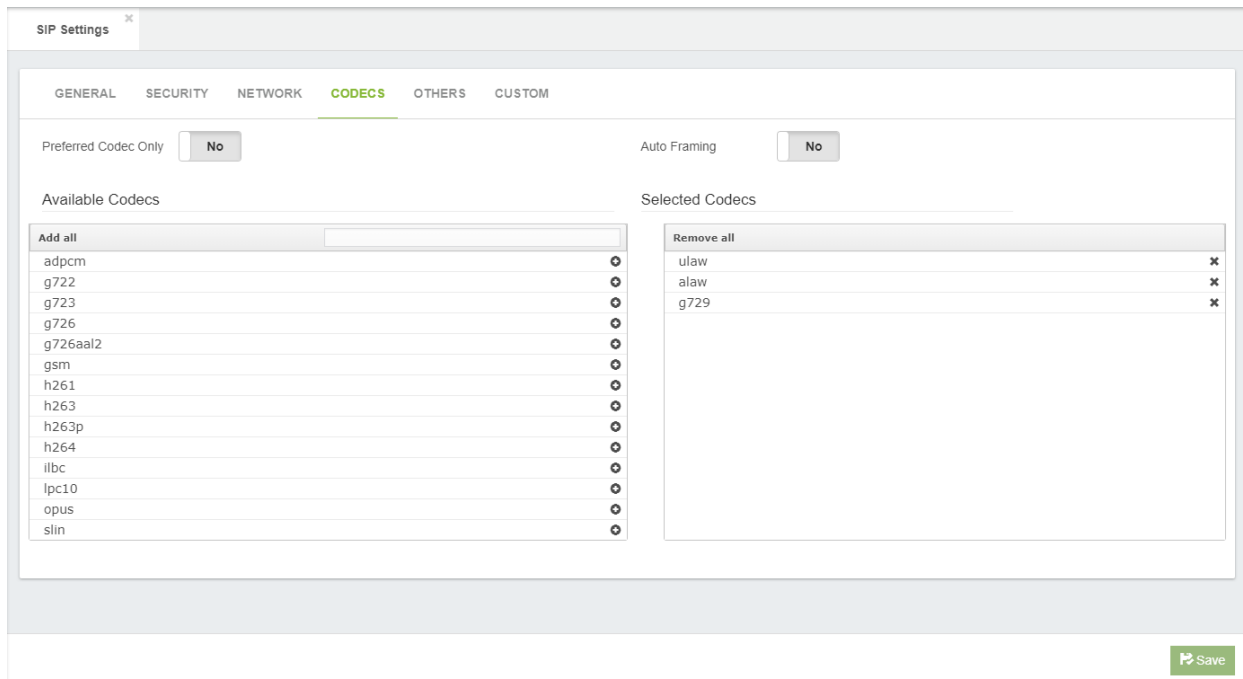 SIP Settings
GENERAL SECURITY NETWORK CODECS OTHERS CUSTOM
Preferred Codec Only No Auto Framing No
Available Codecs Selected Codecs
Add all Remove all
adpcm ulaw
g722 alaw
g723 g729
g726
g726aal2
gsm
h261
h263
h263p
h264
ilbc
lpc10
opus
slin
Save